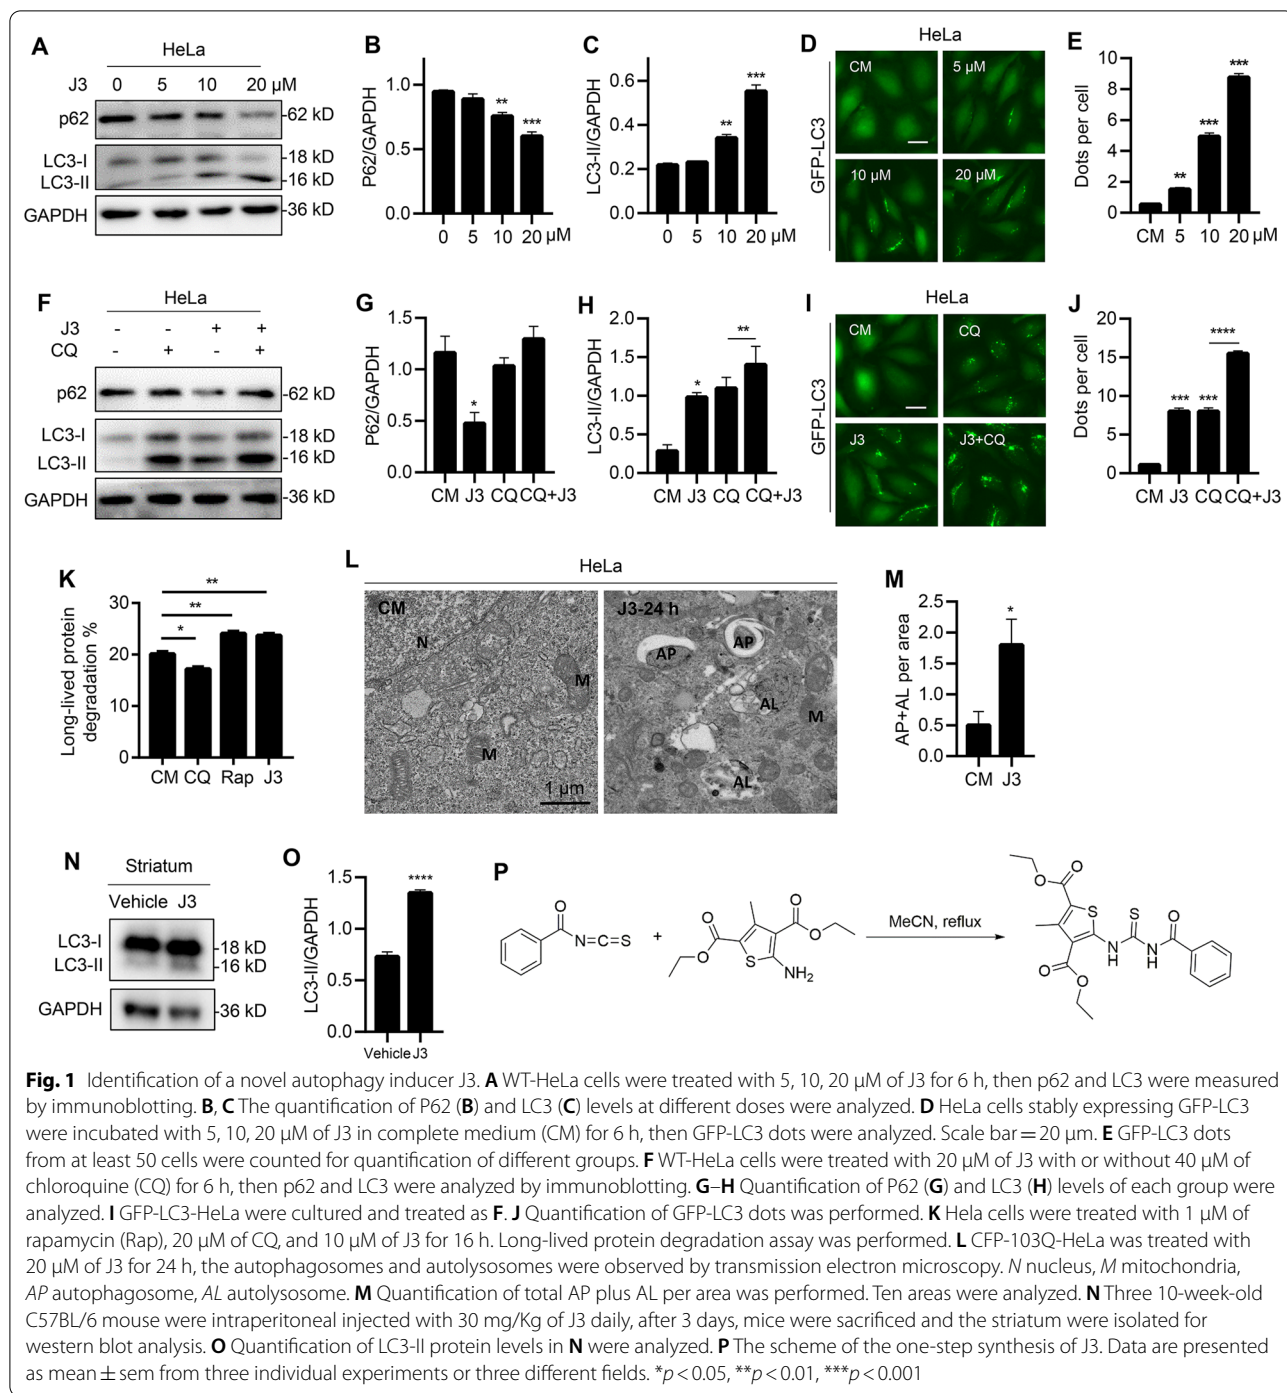 A
HeLa
J3 0 5 10 20 µM
p62 -62 kD
LC3-I -18 kD
LC3-II -16 kD
GAPDH -36 kD
B
P62/GAPDH
1.5
1.0
0.5
0.0
** ***
0 5 10 20 µM
C
LC3-II/GAPDH
0.6
0.4
0.2
0.0
** ***
0 5 10 20 µM
D
HeLa
GFP-LC3
CM 5 µM
10 µM 20 µM
E
Dots per cell
10
8
6
4
2
0
** *** ***
CM 5 10 20 µM
F
HeLa
J3 - - + +
CQ - + - +
p62 -62 kD
LC3-I -18 kD
LC3-II -16 kD
GAPDH -36 kD
G
P62/GAPDH
1.5
1.0
0.5
0.0
*
CM J3 CQ CQ+J3
H
LC3-II/GAPDH
2.0
1.5
1.0
0.5
0.0
* **
CM J3 CQ CQ+J3
I
HeLa
GFP-LC3
CM CQ
J3 J3+CQ
J
Dots per cell
20
15
10
5
0
*** *** ****
CM J3 CQ CQ+J3
K
Long-lived protein
degradation %
30
20
10
0
**
**
*
CM CQ Rap J3
L
HeLa
CM N M M 1 µm
J3-24 h AP AP AL M AL
M
AP+AL per area
2.5
2.0
1.5
1.0
0.5
0.0
*
CM J3
N
Striatum
Vehicle J3
LC3-I -18 kD
LC3-II -16 kD
GAPDH -36 kD
O
LC3-II/GAPDH
1.5
1.0
0.5
0.0
****
Vehicle J3
P
O
N=C=S
+
O O O O S NH₂
MeCN, reflux
O O S S O N H N H O O
Fig. 1 Identification of a novel autophagy inducer J3. A WT-HeLa cells were treated with 5, 10, 20 µM of J3 for 6 h, then p62 and LC3 were measured
by immunoblotting. B, C The quantification of P62 (B) and LC3 (C) levels at different doses were analyzed. D HeLa cells stably expressing GFP-LC3
were incubated with 5, 10, 20 µM of J3 in complete medium (CM) for 6 h, then GFP-LC3 dots were analyzed. Scale bar = 20 µm. E GFP-LC3 dots
from at least 50 cells were counted for quantification of different groups. F WT-HeLa cells were treated with 20 µM of J3 with or without 40 µM of
chloroquine (CQ) for 6 h, then p62 and LC3 were analyzed by immunoblotting. G–H Quantification of P62 (G) and LC3 (H) levels of each group were
analyzed. I GFP-LC3-HeLa were cultured and treated as F. J Quantification of GFP-LC3 dots was performed. K Hela cells were treated with 1 µM of
rapamycin (Rap), 20 µM of CQ, and 10 µM of J3 for 16 h. Long-lived protein degradation assay was performed. L CFP-103Q-HeLa was treated with
20 µM of J3 for 24 h, the autophagosomes and autolysosomes were observed by transmission electron microscopy. N nucleus, M mitochondria,
AP autophagosome, AL autolysosome. M Quantification of total AP plus AL per area was performed. Ten areas were analyzed. N Three 10-week-old
C57BL/6 mouse were intraperitoneal injected with 30 mg/Kg of J3 daily, after 3 days, mice were sacrificed and the striatum were isolated for
western blot analysis. O Quantification of LC3-II protein levels in N were analyzed. P The scheme of the one-step synthesis of J3. Data are presented
as mean ± sem from three individual experiments or three different fields. *p < 0.05, **p < 0.01, ***p < 0.001